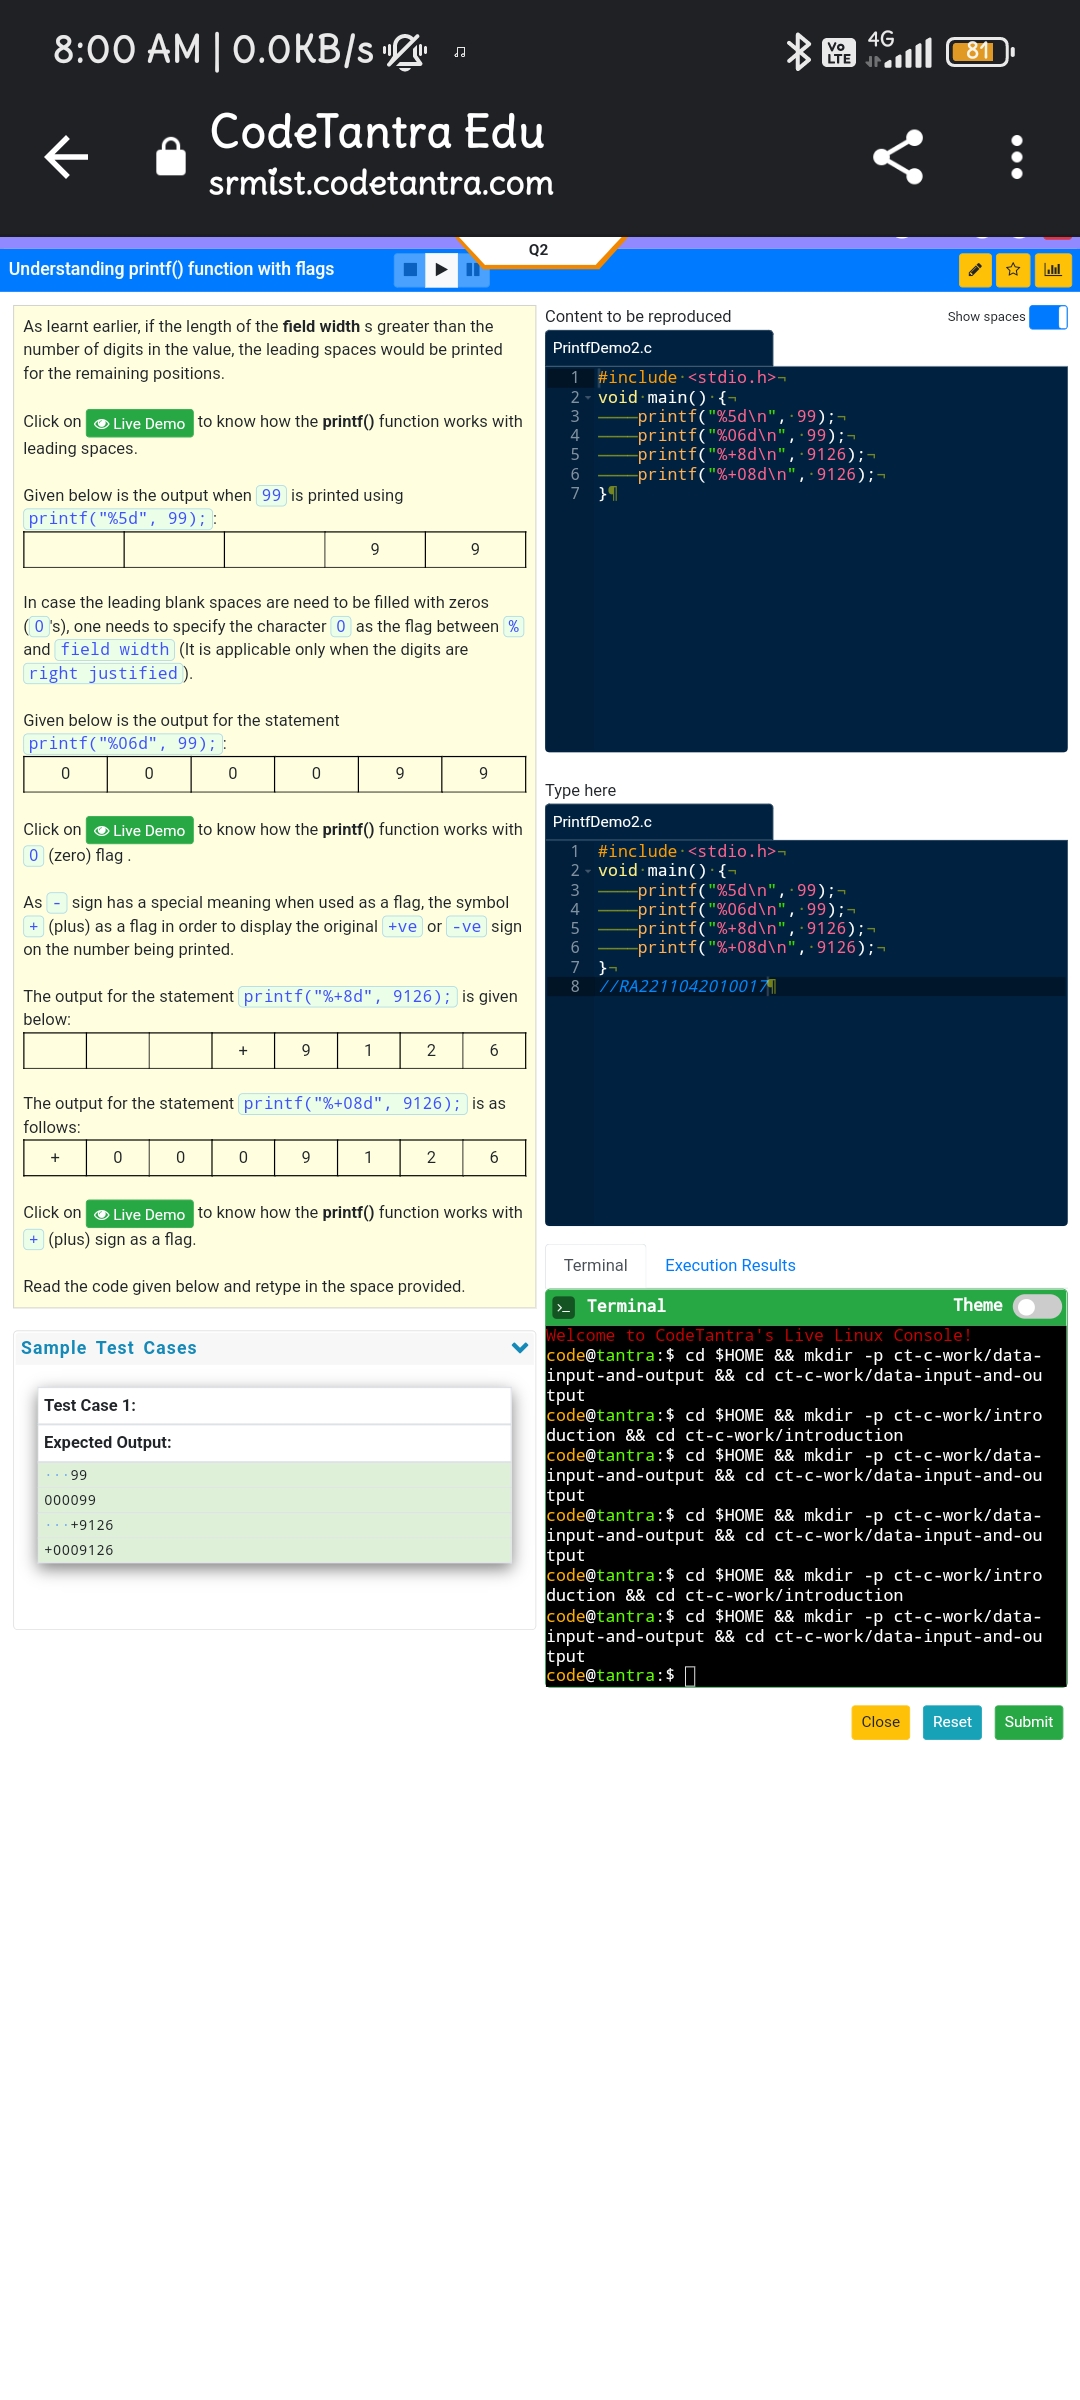 8:00 AM | 0.0KB/s
Vo LTE 4G 81
CodeTantra Edu
srmist.codetantra.com
Q2
Understanding printf() function with flags
As learnt earlier, if the length of the field width s greater than the
number of digits in the value, the leading spaces would be printed
for the remaining positions.
Click on Live Demo to know how the printf() function works with
leading spaces.
Given below is the output when 99 is printed using
printf("%5d", 99); :
9 9
In case the leading blank spaces are need to be filled with zeros
( 0 's), one needs to specify the character 0 as the flag between %
and field width (It is applicable only when the digits are
right justified ).
Given below is the output for the statement
printf("%06d", 99); :
0 0 0 0 9 9
Click on Live Demo to know how the printf() function works with
0 (zero) flag .
As - sign has a special meaning when used as a flag, the symbol
+ (plus) as a flag in order to display the original +ve or -ve sign
on the number being printed.
The output for the statement printf("%+8d", 9126); is given
below:
+ 9 1 2 6
The output for the statement printf("%+08d", 9126); is as
follows:
+ 0 0 0 9 1 2 6
Click on Live Demo to know how the printf() function works with
+ (plus) sign as a flag.
Read the code given below and retype in the space provided.
Sample Test Cases
Test Case 1:
Expected Output:
···99
000099
···+9126
+0009126
Content to be reproduced
Show spaces
PrintfDemo2.c
1 #include·<stdio.h>¬
2 void·main()·{¬
3 ————printf("%5d\n",·99);¬
4 ————printf("%06d\n",·99);¬
5 ————printf("%+8d\n",·9126);¬
6 ————printf("%+08d\n",·9126);¬
7 }¶
Type here
PrintfDemo2.c
1 #include·<stdio.h>¬
2 void·main()·{¬
3 ————printf("%5d\n",·99);¬
4 ————printf("%06d\n",·99);¬
5 ————printf("%+8d\n",·9126);¬
6 ————printf("%+08d\n",·9126);¬
7 }¬
8 //RA2211042010017¶
Terminal Execution Results
>_ Terminal Theme
Welcome to CodeTantra's Live Linux Console!
code@tantra:$ cd $HOME && mkdir -p ct-c-work/data-
input-and-output && cd ct-c-work/data-input-and-ou
tput
code@tantra:$ cd $HOME && mkdir -p ct-c-work/intro
duction && cd ct-c-work/introduction
code@tantra:$ cd $HOME && mkdir -p ct-c-work/data-
input-and-output && cd ct-c-work/data-input-and-ou
tput
code@tantra:$ cd $HOME && mkdir -p ct-c-work/data-
input-and-output && cd ct-c-work/data-input-and-ou
tput
code@tantra:$ cd $HOME && mkdir -p ct-c-work/intro
duction && cd ct-c-work/introduction
code@tantra:$ cd $HOME && mkdir -p ct-c-work/data-
input-and-output && cd ct-c-work/data-input-and-ou
tput
code@tantra:$
Close Reset Submit